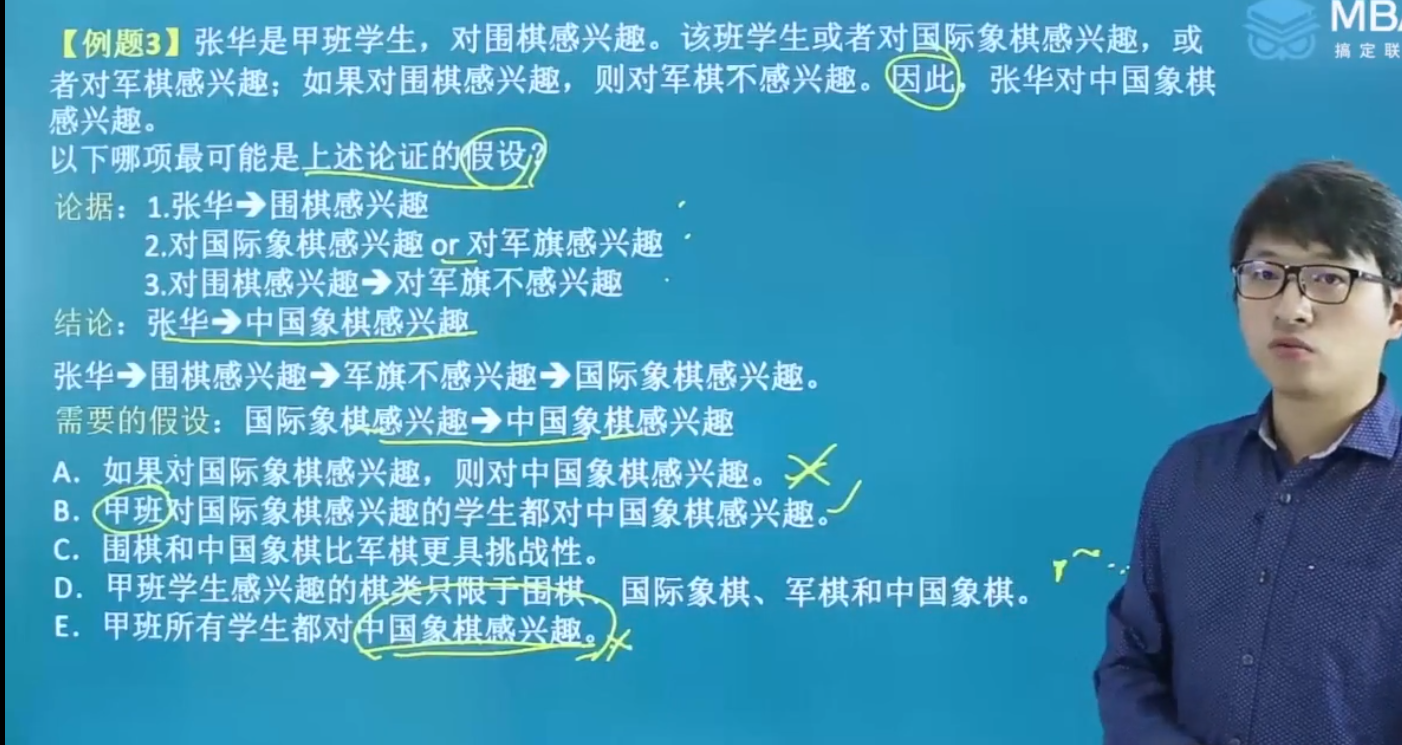 【例题3】张华是甲班学生，对围棋感兴趣。该班学生或者对国际象棋感兴趣，或
者对军棋感兴趣；如果对围棋感兴趣，则对军棋不感兴趣。因此，张华对中国象棋
感兴趣。
以下哪项最可能是上述论证的假设？
论据：1.张华➔围棋感兴趣
2.对国际象棋感兴趣 or 对军旗感兴趣
3.对围棋感兴趣➔对军旗不感兴趣
结论：张华➔中国象棋感兴趣
张华➔围棋感兴趣➔军旗不感兴趣➔国际象棋感兴趣。
需要的假设：国际象棋感兴趣➔中国象棋感兴趣
A. 如果对国际象棋感兴趣，则对中国象棋感兴趣。
B. 甲班对国际象棋感兴趣的学生都对中国象棋感兴趣。
C. 围棋和中国象棋比军棋更具挑战性。
D. 甲班学生感兴趣的棋类只限于围棋、国际象棋、军棋和中国象棋。
E. 甲班所有学生都对中国象棋感兴趣。
MBA
搞定联